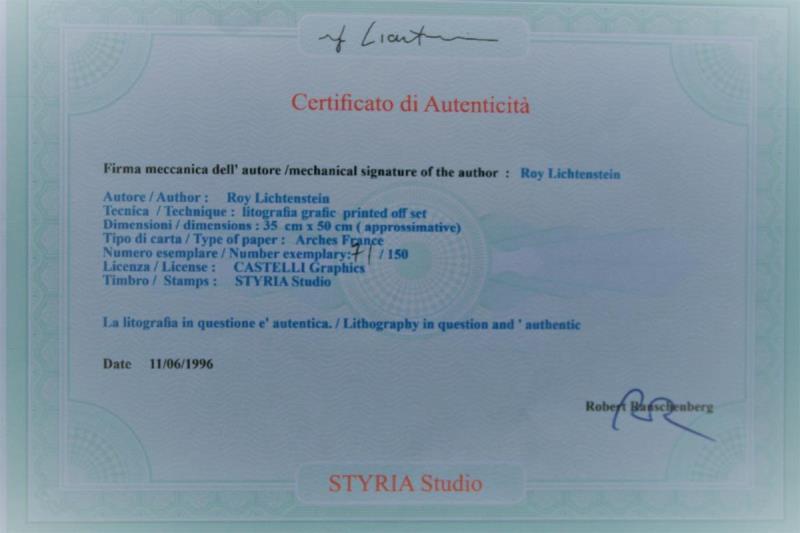 rf Lichtenstein
Certificato di Autenticità
Firma meccanica dell' autore /mechanical signature of the author : Roy Lichtenstein
Autore / Author : Roy Lichtenstein
Tecnica / Technique : litografia grafic printed off set
Dimensioni / dimensions : 35 cm x 50 cm ( approssimative)
Tipo di carta / Type of paper : Arches France
Numero esemplare / Number exemplary: 71 / 150
Licenza / License : CASTELLI Graphics
Timbro / Stamps : STYRIA Studio
La litografia in questione e' autentica. / Lithography in question and ' authentic
Date 11/06/1996
Robert Rauschenberg
STYRIA Studio